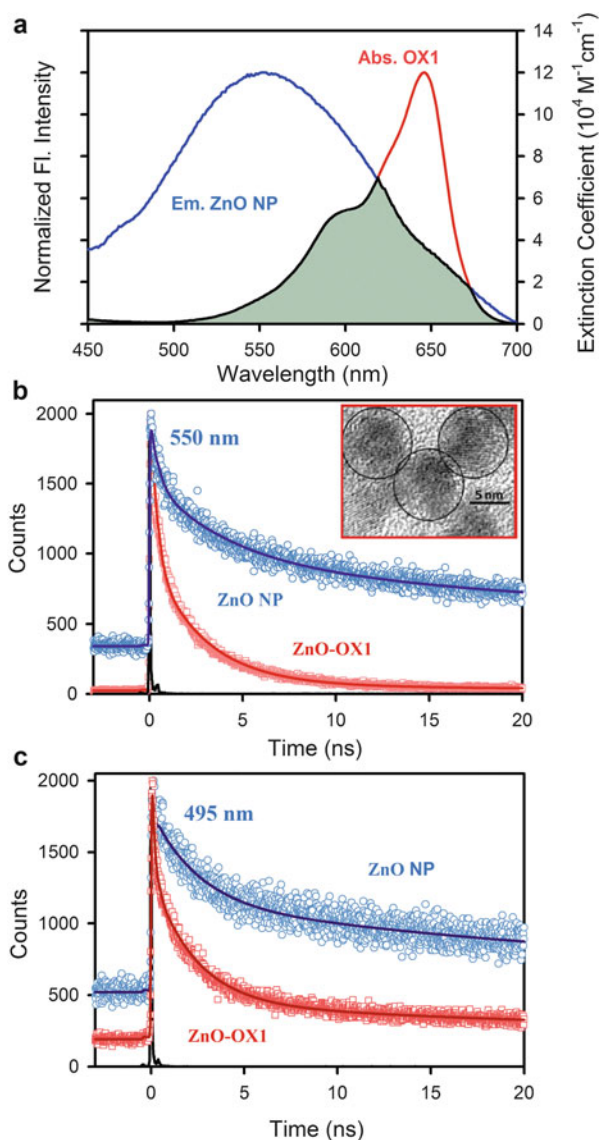 a
Abs. OX1
Em. ZnO NP
Normalized Fl. Intensity
14
12
10
8
6
4
2
0
Extinction Coefficient (10⁴ M⁻¹cm⁻¹)
450 500 550 600 650 700
Wavelength (nm)
b
2000
1500
1000
500
0
Counts
550 nm
5 nm
ZnO NP
ZnO-OX1
0 5 10 15 20
Time (ns)
c
2000
1500
1000
500
0
Counts
495 nm
ZnO NP
ZnO-OX1
0 5 10 15 20
Time (ns)